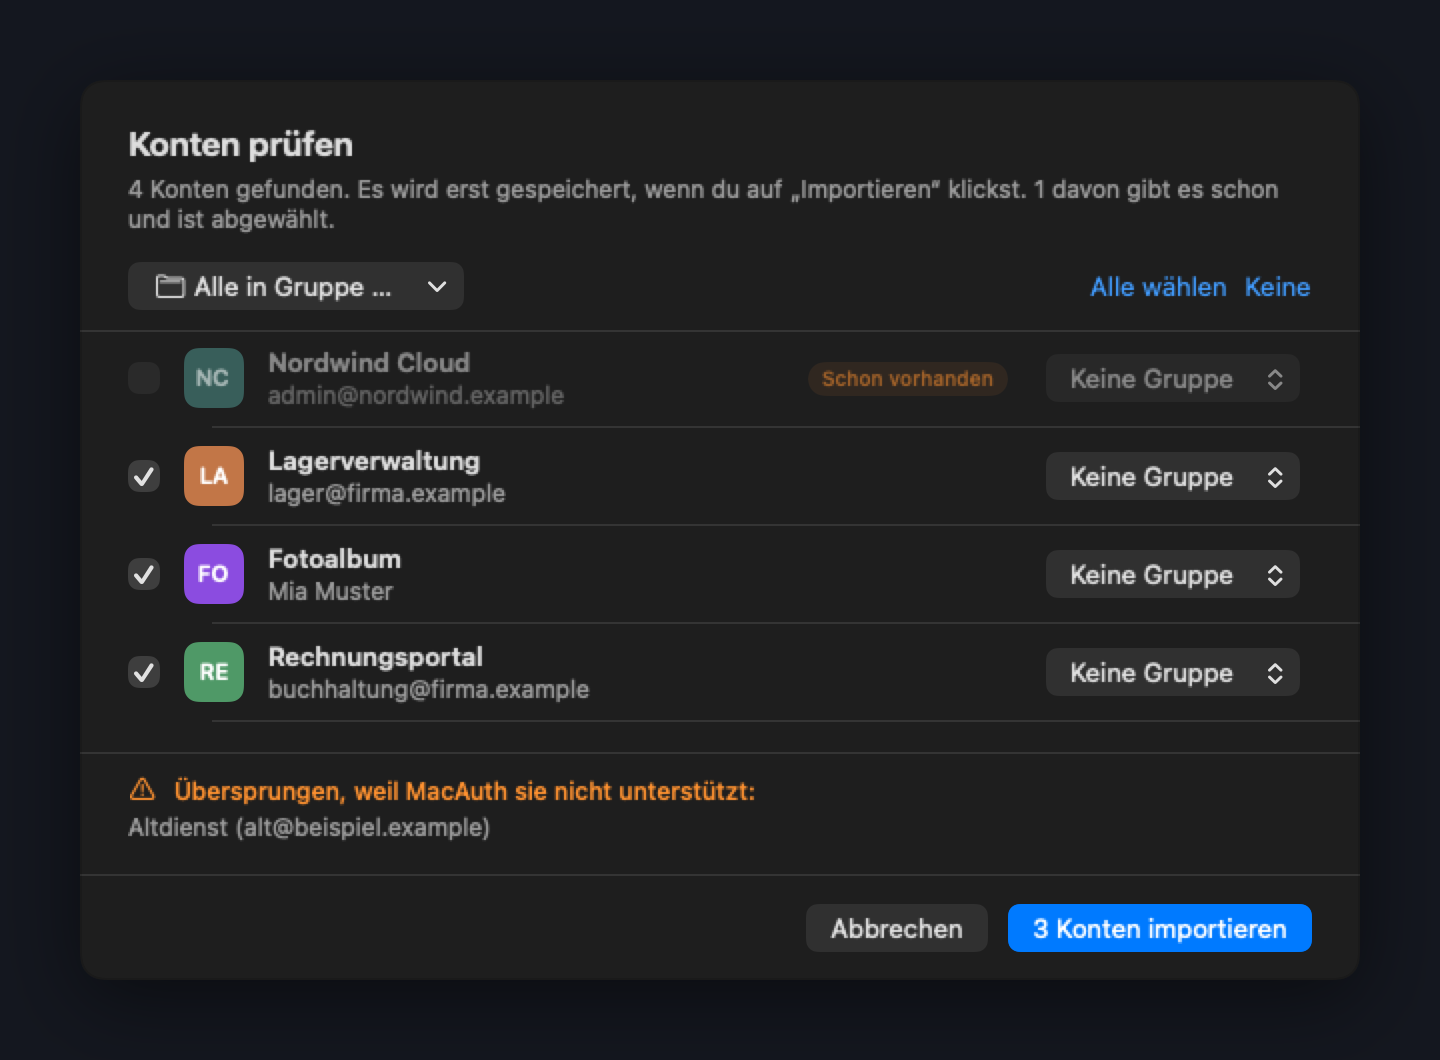 Konten prüfen
4 Konten gefunden. Es wird erst gespeichert, wenn du auf „Importieren” klickst. 1 davon gibt es schon
und ist abgewählt.
Alle in Gruppe ...
Alle wählen Keine
NC
Nordwind Cloud
admin@nordwind.example
Schon vorhanden
Keine Gruppe
LA
Lagerverwaltung
lager@firma.example
Keine Gruppe
FO
Fotoalbum
Mia Muster
Keine Gruppe
RE
Rechnungsportal
buchhaltung@firma.example
Keine Gruppe
Übersprungen, weil MacAuth sie nicht unterstützt:
Altdienst (alt@beispiel.example)
Abbrechen
3 Konten importieren